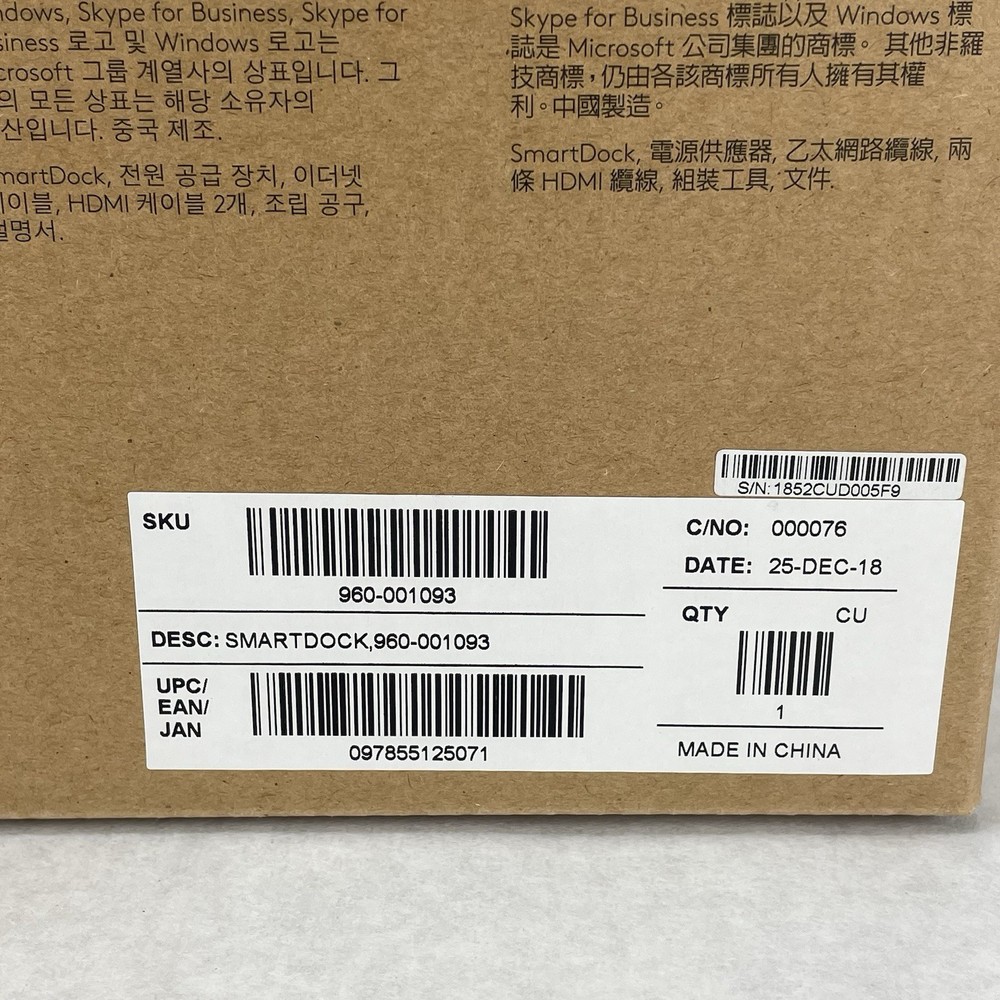 ndows, Skype for Business, Skype for
siness 로고 및 Windows 로고는
crosoft 그룹 계열사의 상표입니다. 그
의 모든 상표는 해당 소유자의
산입니다. 중국 제조.
martDock, 전원 공급 장치, 이더넷
이블, HDMI 케이블 2개, 조립 공구,
설명서.
Skype for Business 標誌以及 Windows 標
誌是 Microsoft 公司集團的商標。 其他非羅
技商標，仍由各該商標所有人擁有其權
利。中國製造。
SmartDock, 電源供應器, 乙太網路纜線, 兩
條 HDMI 纜線, 組裝工具, 文件.
S/N: 1852CUD005F9
SKU
960-001093
DESC: SMARTDOCK,960-001093
UPC/
EAN/
JAN
097855125071
C/NO: 000076
DATE: 25-DEC-18
QTY CU
1
MADE IN CHINA